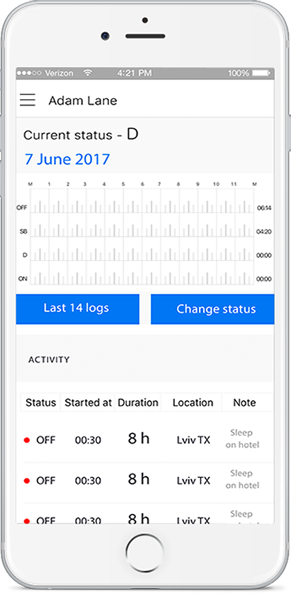 Verizon 4:21 PM 100%
Adam Lane
Current status - D
7 June 2017
M 1 2 3 4 5 6 7 8 9 10 11 M
OFF 06:14
SB 04:20
D 00:00
ON 00:00
Last 14 logs Change status
ACTIVITY
Status Started at Duration Location Note
OFF 00:30 8 h Lviv TX Sleep
on hotel
OFF 00:30 8 h Lviv TX Sleep
on hotel
OFF 00:30 8 h Lviv TX Sleep
on hotel